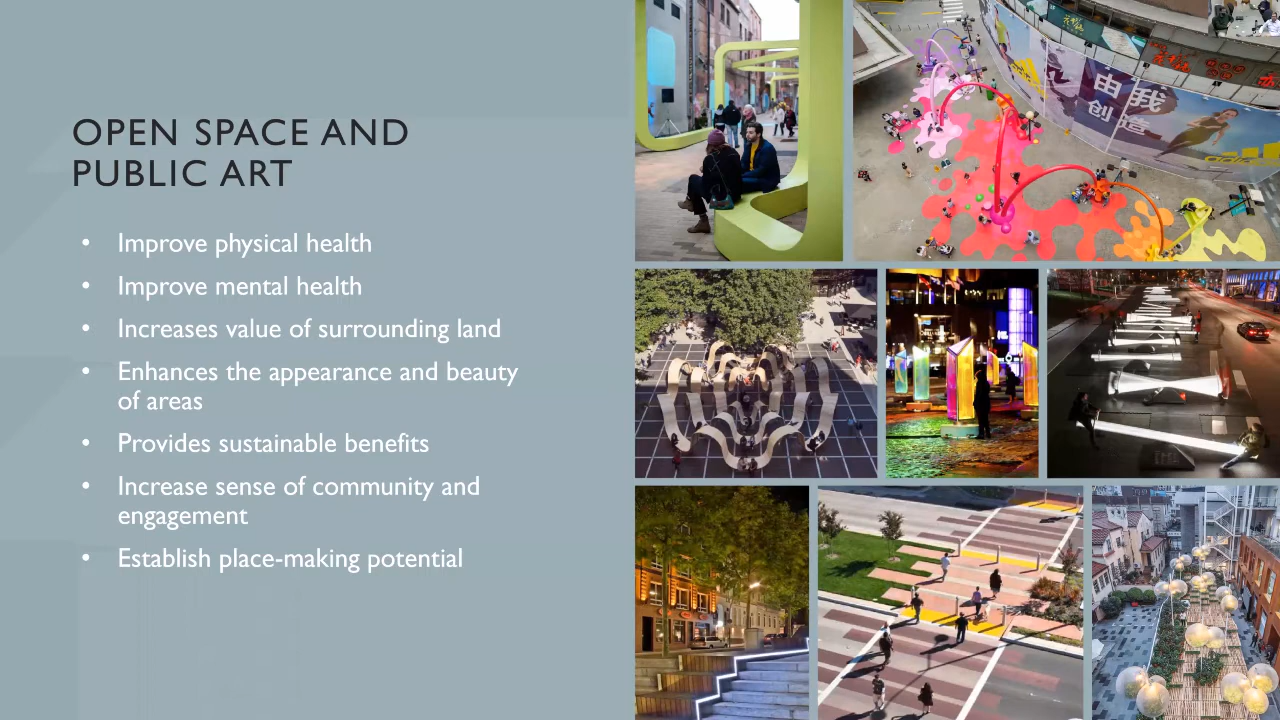 OPEN SPACE AND
PUBLIC ART
• Improve physical health
• Improve mental health
• Increases value of surrounding land
• Enhances the appearance and beauty
of areas
• Provides sustainable benefits
• Increase sense of community and
engagement
• Establish place-making potential
由我
创造